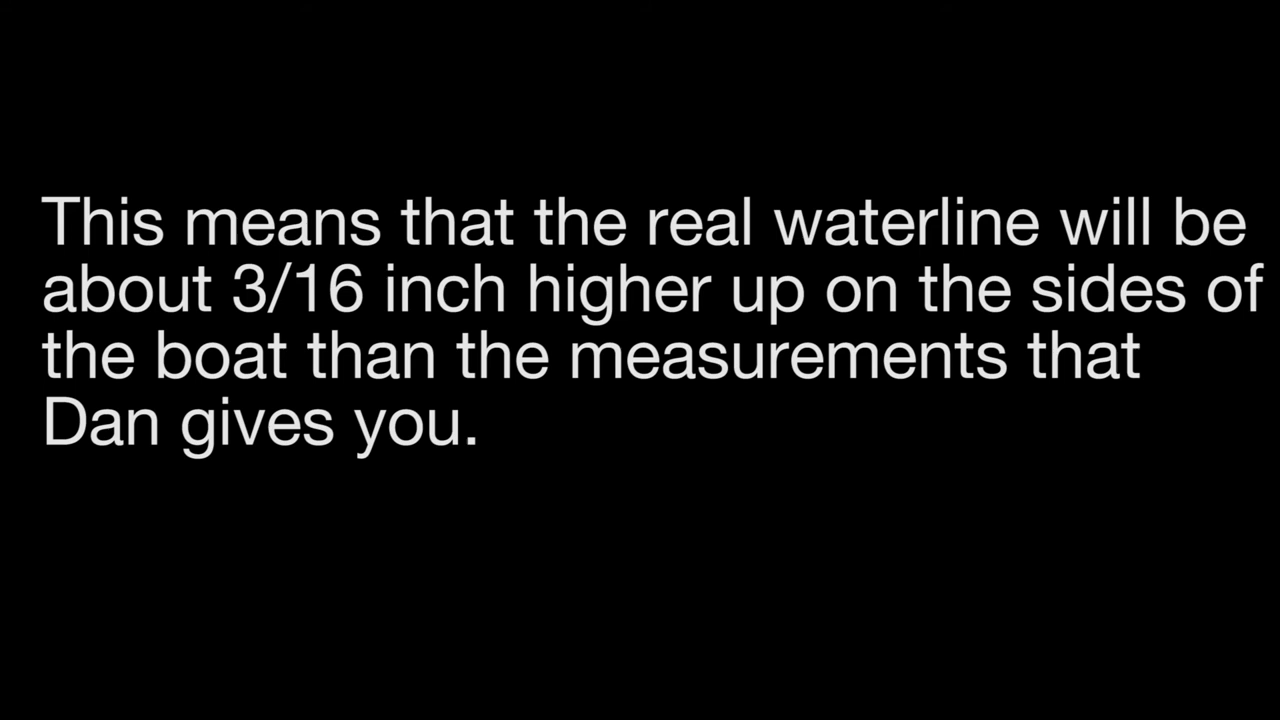 This means that the real waterline will be
about 3/16 inch higher up on the sides of
the boat than the measurements that
Dan gives you.